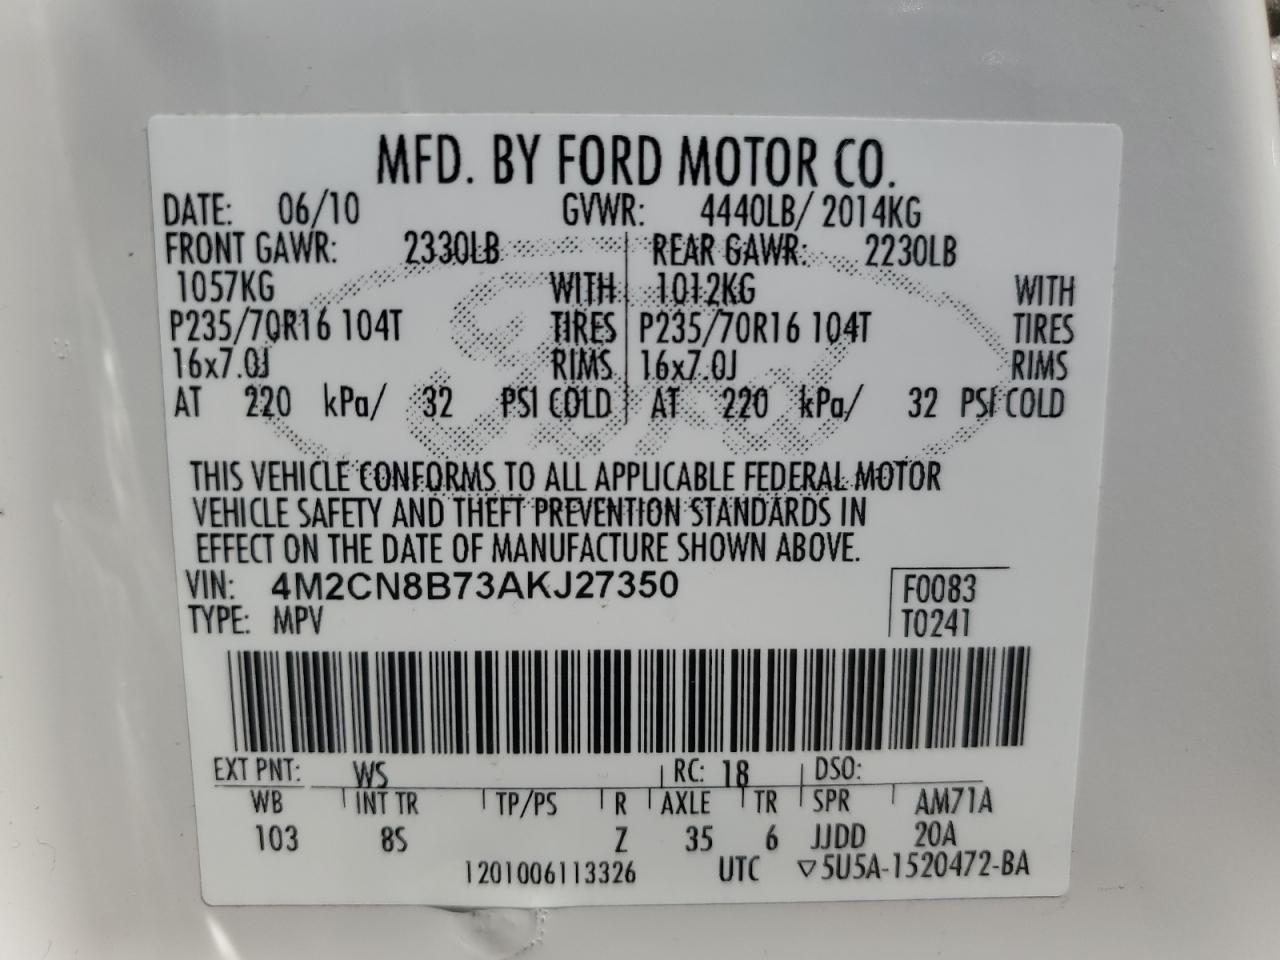 MFD. BY FORD MOTOR CO.
DATE: 06/10 GVWR: 4440LB/ 2014KG
FRONT GAWR: 2330LB REAR GAWR: 2230LB
1057KG WITH 1012KG WITH
P235/70R16 104T TIRES P235/70R16 104T TIRES
16x7.0J RIMS 16x7.0J RIMS
AT 220 kPa/ 32 PSI COLD AT 220 kPa/ 32 PSI COLD
THIS VEHICLE CONFORMS TO ALL APPLICABLE FEDERAL MOTOR
VEHICLE SAFETY AND THEFT PREVENTION STANDARDS IN
EFFECT ON THE DATE OF MANUFACTURE SHOWN ABOVE.
VIN: 4M2CN8B73AKJ27350 F0083
TYPE: MPV T0241
EXT PNT: WS RC: 18 DSO:
WB INT TR TP/PS R AXLE TR SPR AM71A
103 8S Z 35 6 JJDD 20A
1201006113326 UTC ▽5U5A-1520472-BA
Ford